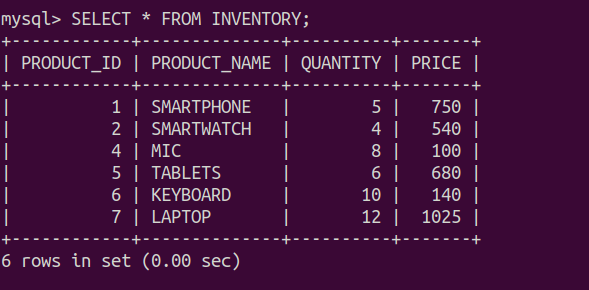 mysql> SELECT * FROM INVENTORY;
+------------+--------------+----------+-------+
| PRODUCT_ID | PRODUCT_NAME | QUANTITY | PRICE |
+------------+--------------+----------+-------+
|          1 | SMARTPHONE   |        5 |   750 |
|          2 | SMARTWATCH   |        4 |   540 |
|          4 | MIC          |        8 |   100 |
|          5 | TABLETS      |        6 |   680 |
|          6 | KEYBOARD     |       10 |   140 |
|          7 | LAPTOP       |       12 |  1025 |
+------------+--------------+----------+-------+
6 rows in set (0.00 sec)